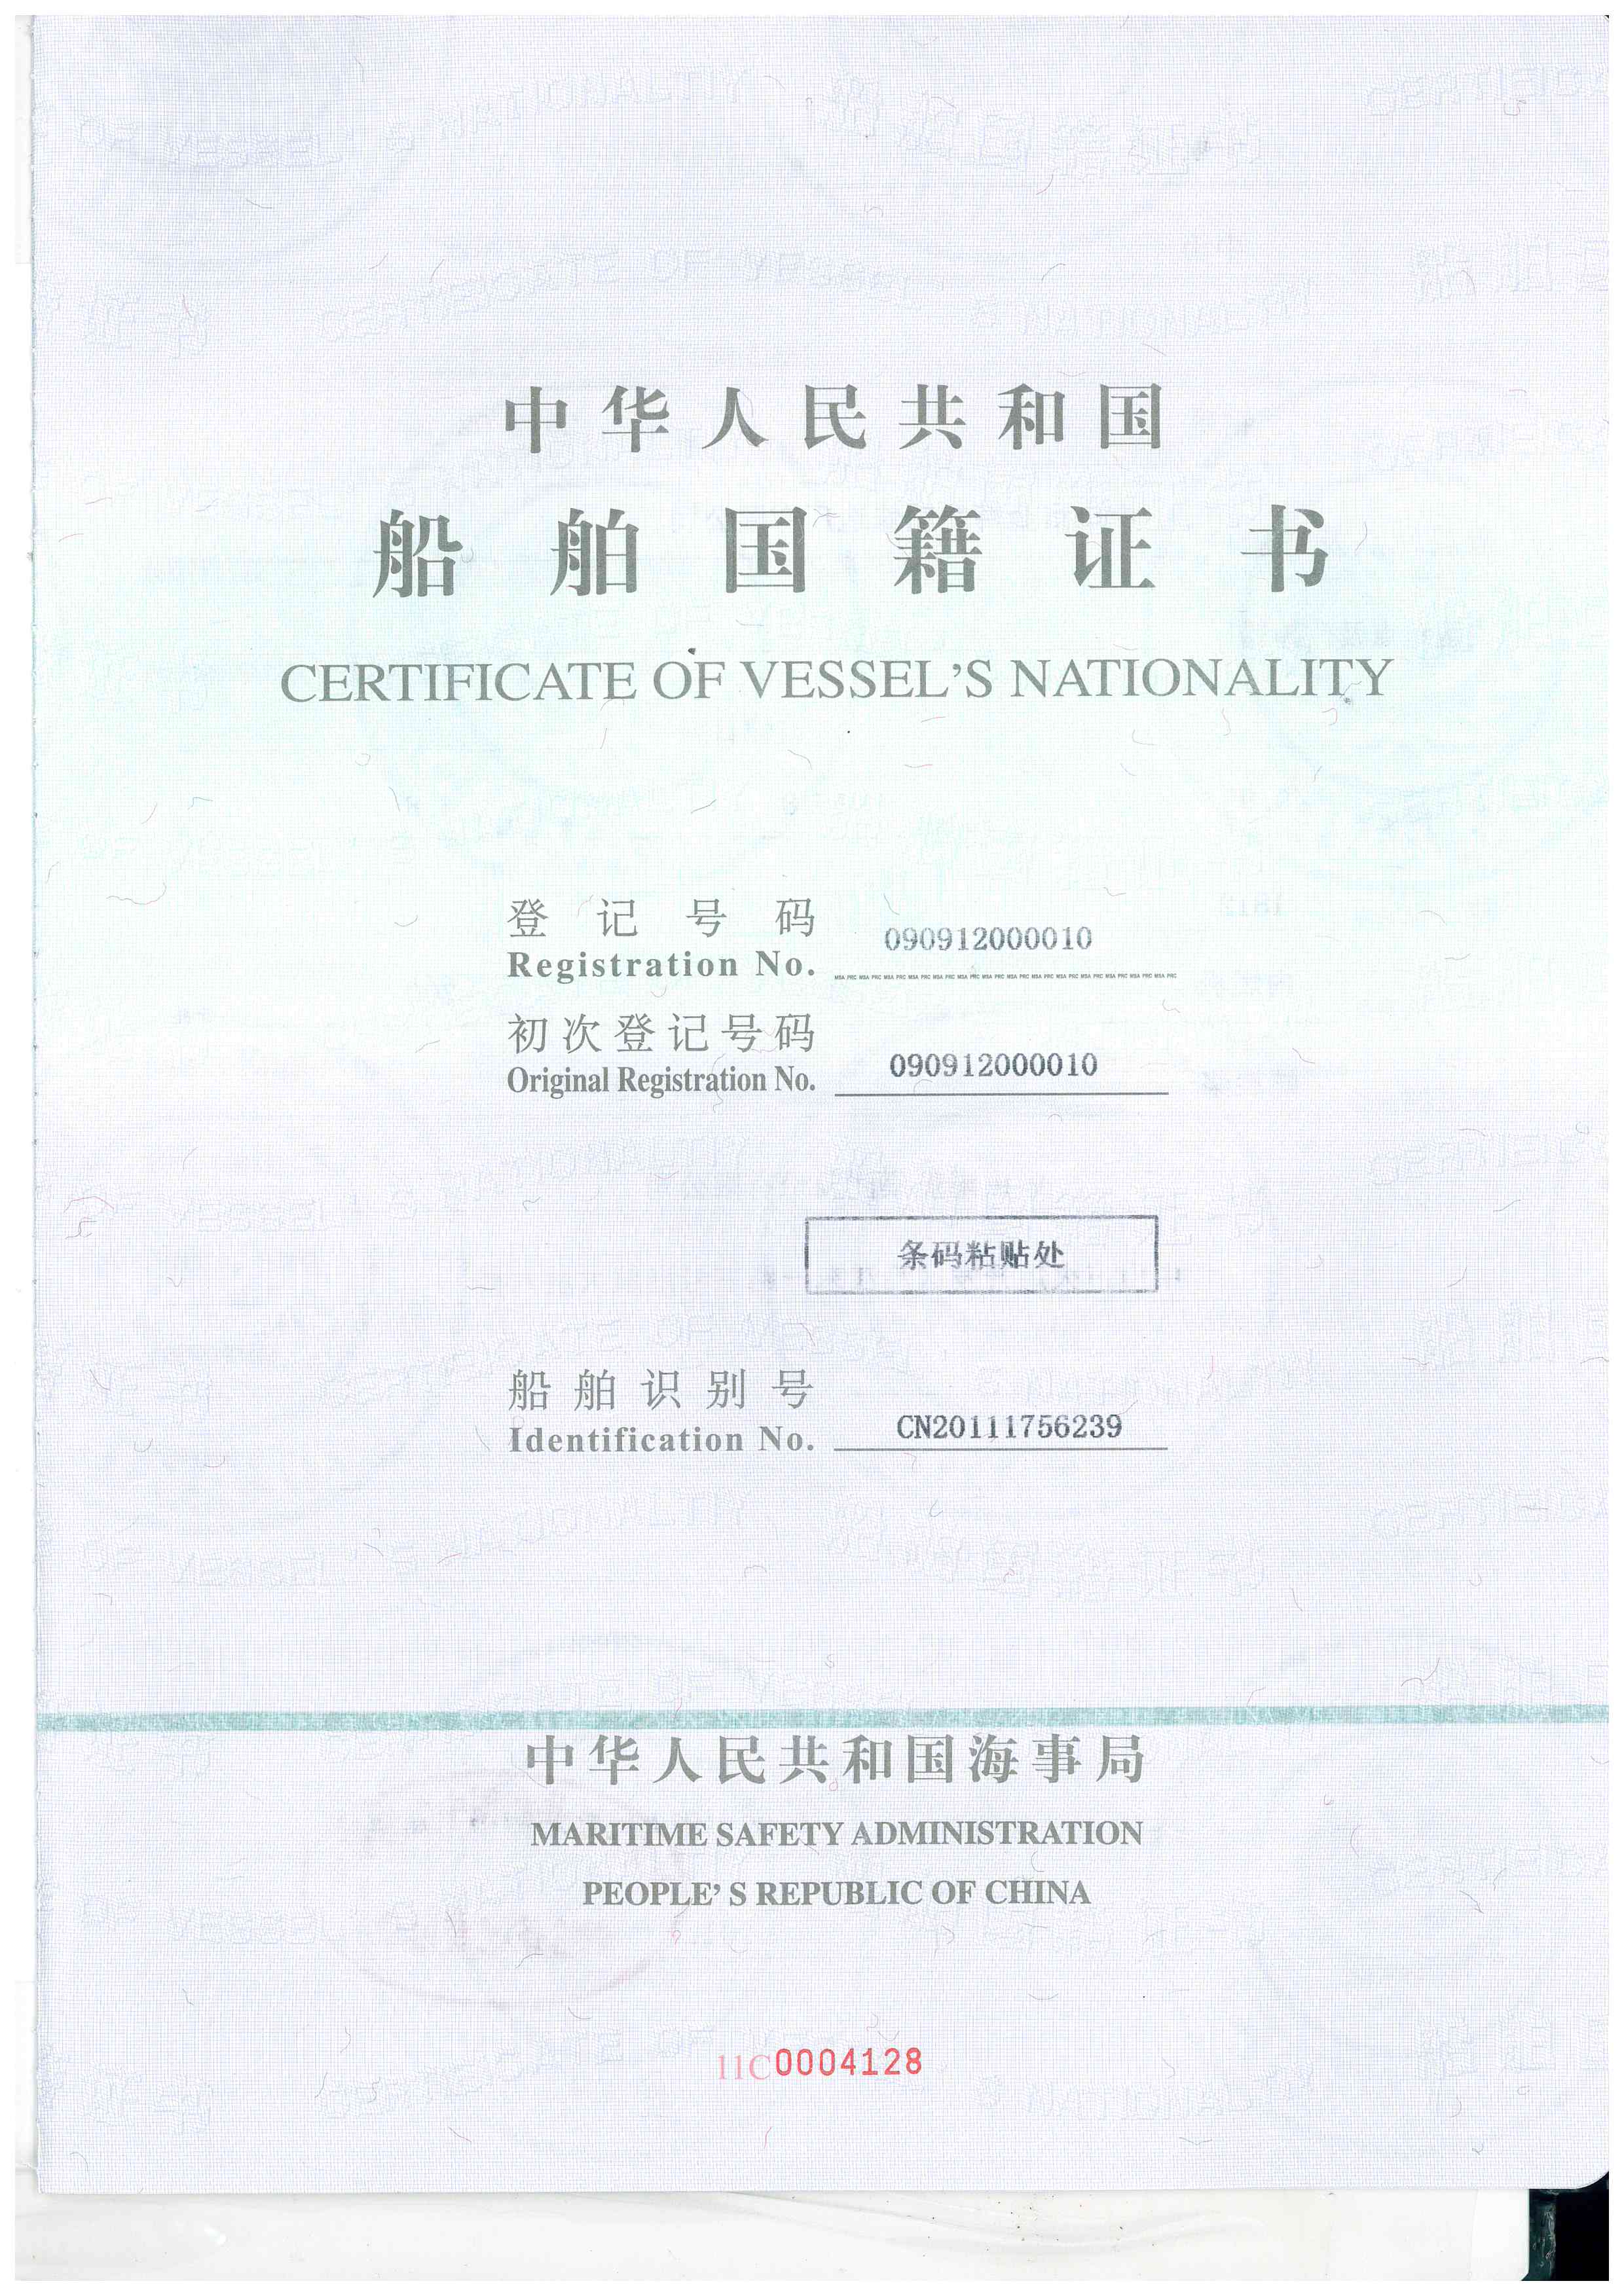 中华人民共和国
船舶国籍证书
CERTIFICATE OF VESSEL'S NATIONALITY
登记号码
090912000010
Registration No.
MSA PRC MSA PRC MSA PRC MSA PRC MSA PRC MSA PRC MSA PRC MSA PRC MSA PRC MSA PRC MSA PRC MSA PRC MSA PRC MSA PRC
初次登记号码
090912000010
Original Registration No.
条码粘贴处
船舶识别号
CN20111756239
Identification No.
中华人民共和国海事局
MARITIME SAFETY ADMINISTRATION
PEOPLE' S REPUBLIC OF CHINA
11C0004128